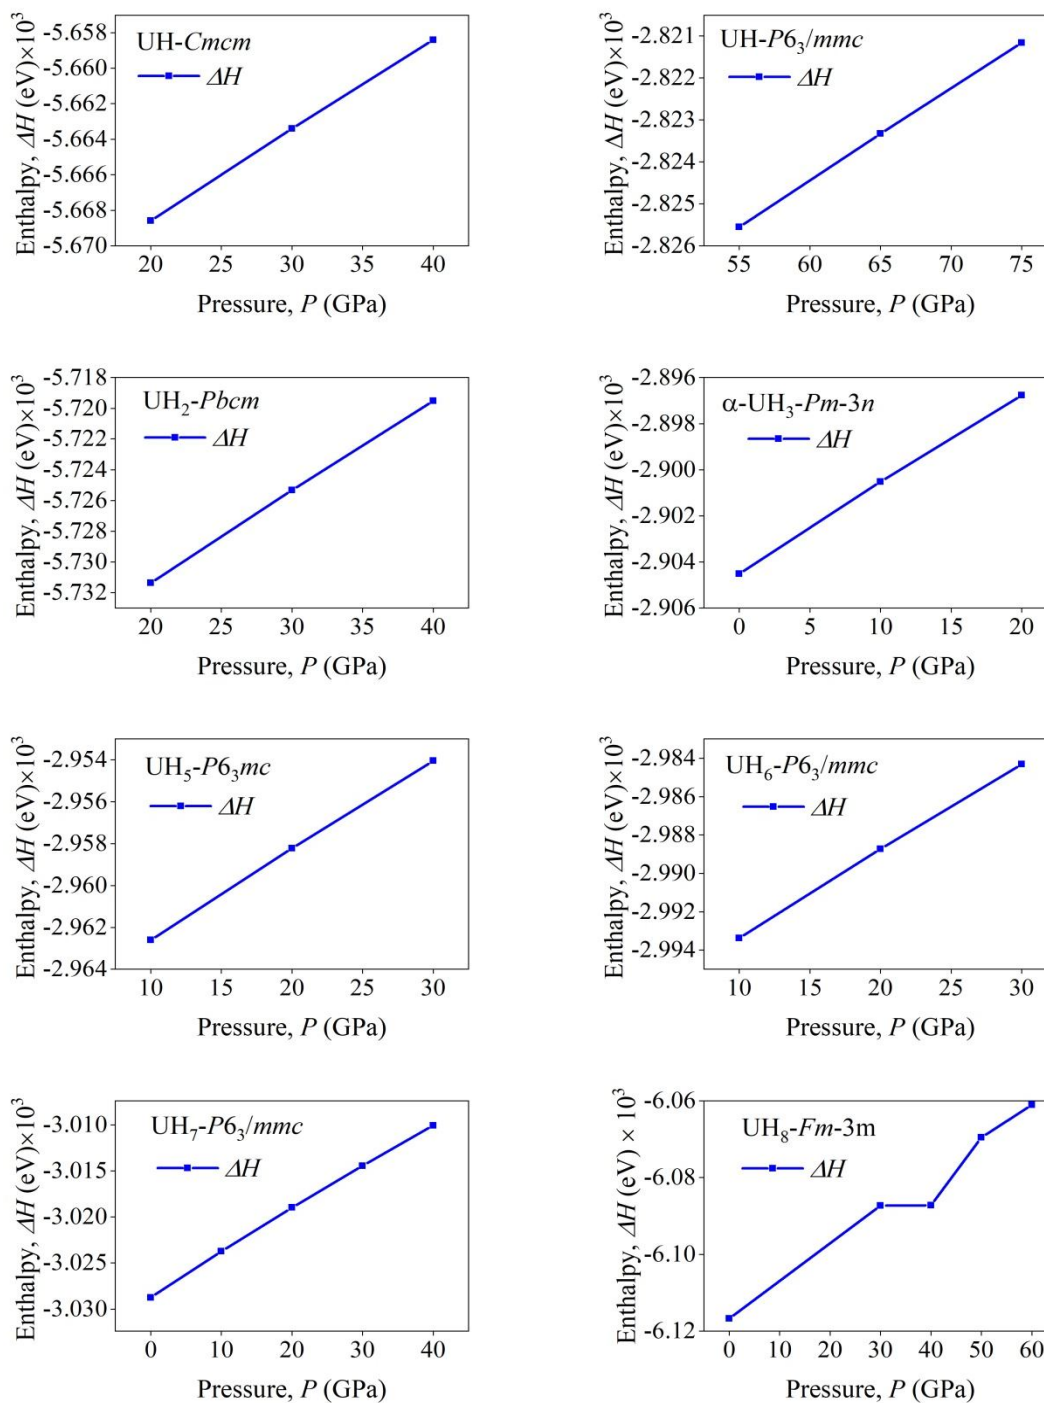 UH-Cmcm
ΔH
Enthalpy, ΔH (eV)×10³
-5.658
-5.660
-5.662
-5.664
-5.666
-5.668
-5.670
20 25 30 35 40
Pressure, P (GPa)
UH-P6₃/mmc
ΔH
Enthalpy, ΔH (eV)×10³
-2.821
-2.822
-2.823
-2.824
-2.825
-2.826
55 60 65 70 75
Pressure, P (GPa)
UH₂-Pbcm
ΔH
Enthalpy, ΔH (eV)×10³
-5.718
-5.720
-5.722
-5.724
-5.726
-5.728
-5.730
-5.732
20 25 30 35 40
Pressure, P (GPa)
α-UH₃-Pm-3n
ΔH
Enthalpy, ΔH (eV)×10³
-2.896
-2.898
-2.900
-2.902
-2.904
-2.906
0 5 10 15 20
Pressure, P (GPa)
UH₅-P6₃mc
ΔH
Enthalpy, ΔH (eV)×10³
-2.954
-2.956
-2.958
-2.960
-2.962
-2.964
10 15 20 25 30
Pressure, P (GPa)
UH₆-P6₃/mmc
ΔH
Enthalpy, ΔH (eV)×10³
-2.984
-2.986
-2.988
-2.990
-2.992
-2.994
10 15 20 25 30
Pressure, P (GPa)
UH₇-P6₃/mmc
ΔH
Enthalpy, ΔH (eV)×10³
-3.010
-3.015
-3.020
-3.025
-3.030
0 10 20 30 40
Pressure, P (GPa)
UH₈-Fm-3m
ΔH
Enthalpy, ΔH (eV) × 10³
-6.06
-6.08
-6.10
-6.12
0 10 20 30 40 50 60
Pressure, P (GPa)